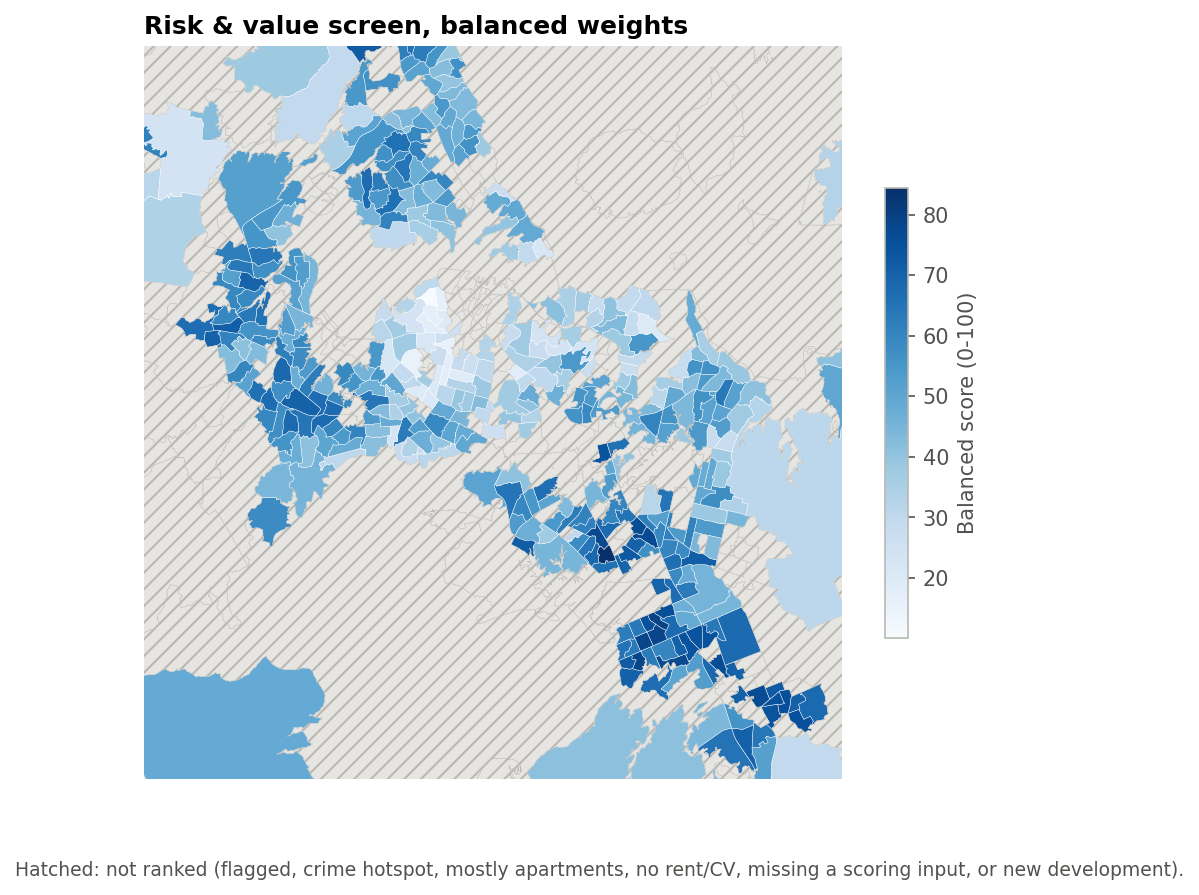 Risk & value screen, balanced weights
80
70
60
50
40
30
20
Balanced score (0-100)
Hatched: not ranked (flagged, crime hotspot, mostly apartments, no rent/CV, missing a scoring input, or new development).